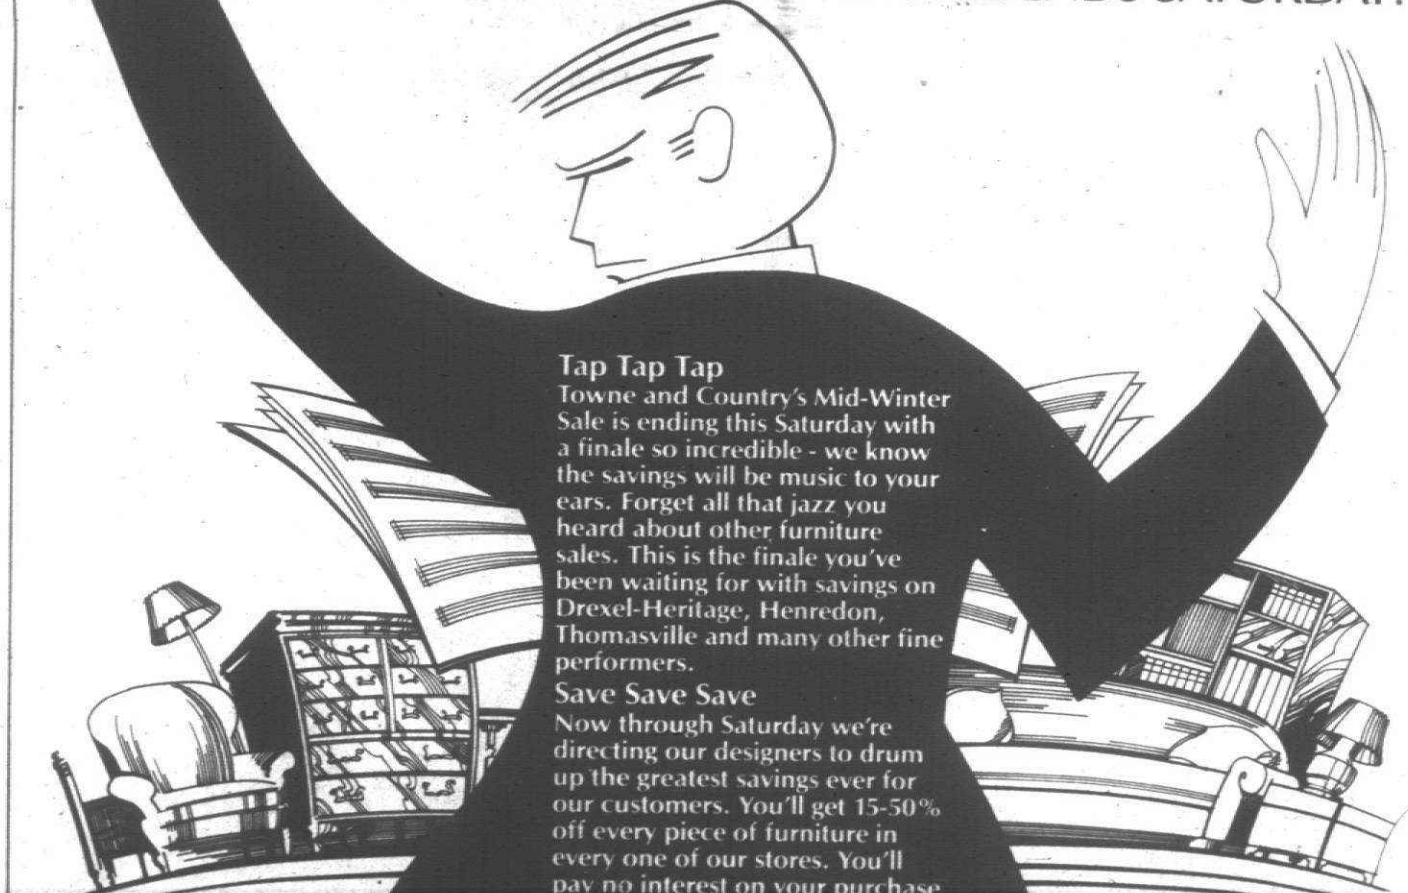 Tap Tap Tap
Towne and Country's Mid-Winter
Sale is ending this Saturday with
a finale so incredible - we know
the savings will be music to your
ears. Forget all that jazz you
heard about other furniture
sales. This is the finale you've
been waiting for with savings on
Drexel-Heritage, Henredon,
Thomasville and many other fine
performers.
Save Save Save
Now through Saturday we're
directing our designers to drum
up the greatest savings ever for
our customers. You'll get 15-50%
off every piece of furniture in
every one of our stores. You'll
pay no interest on your purchase